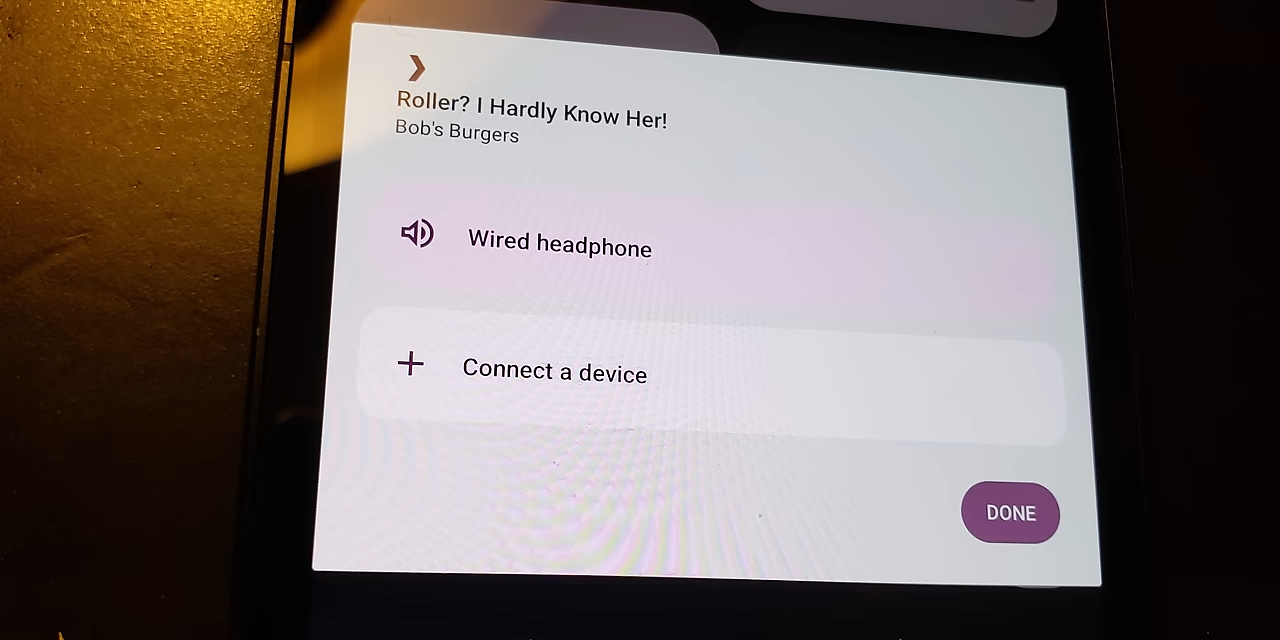 Roller? I Hardly Know Her!
Bob's Burgers
Wired headphone
Connect a device
DONE